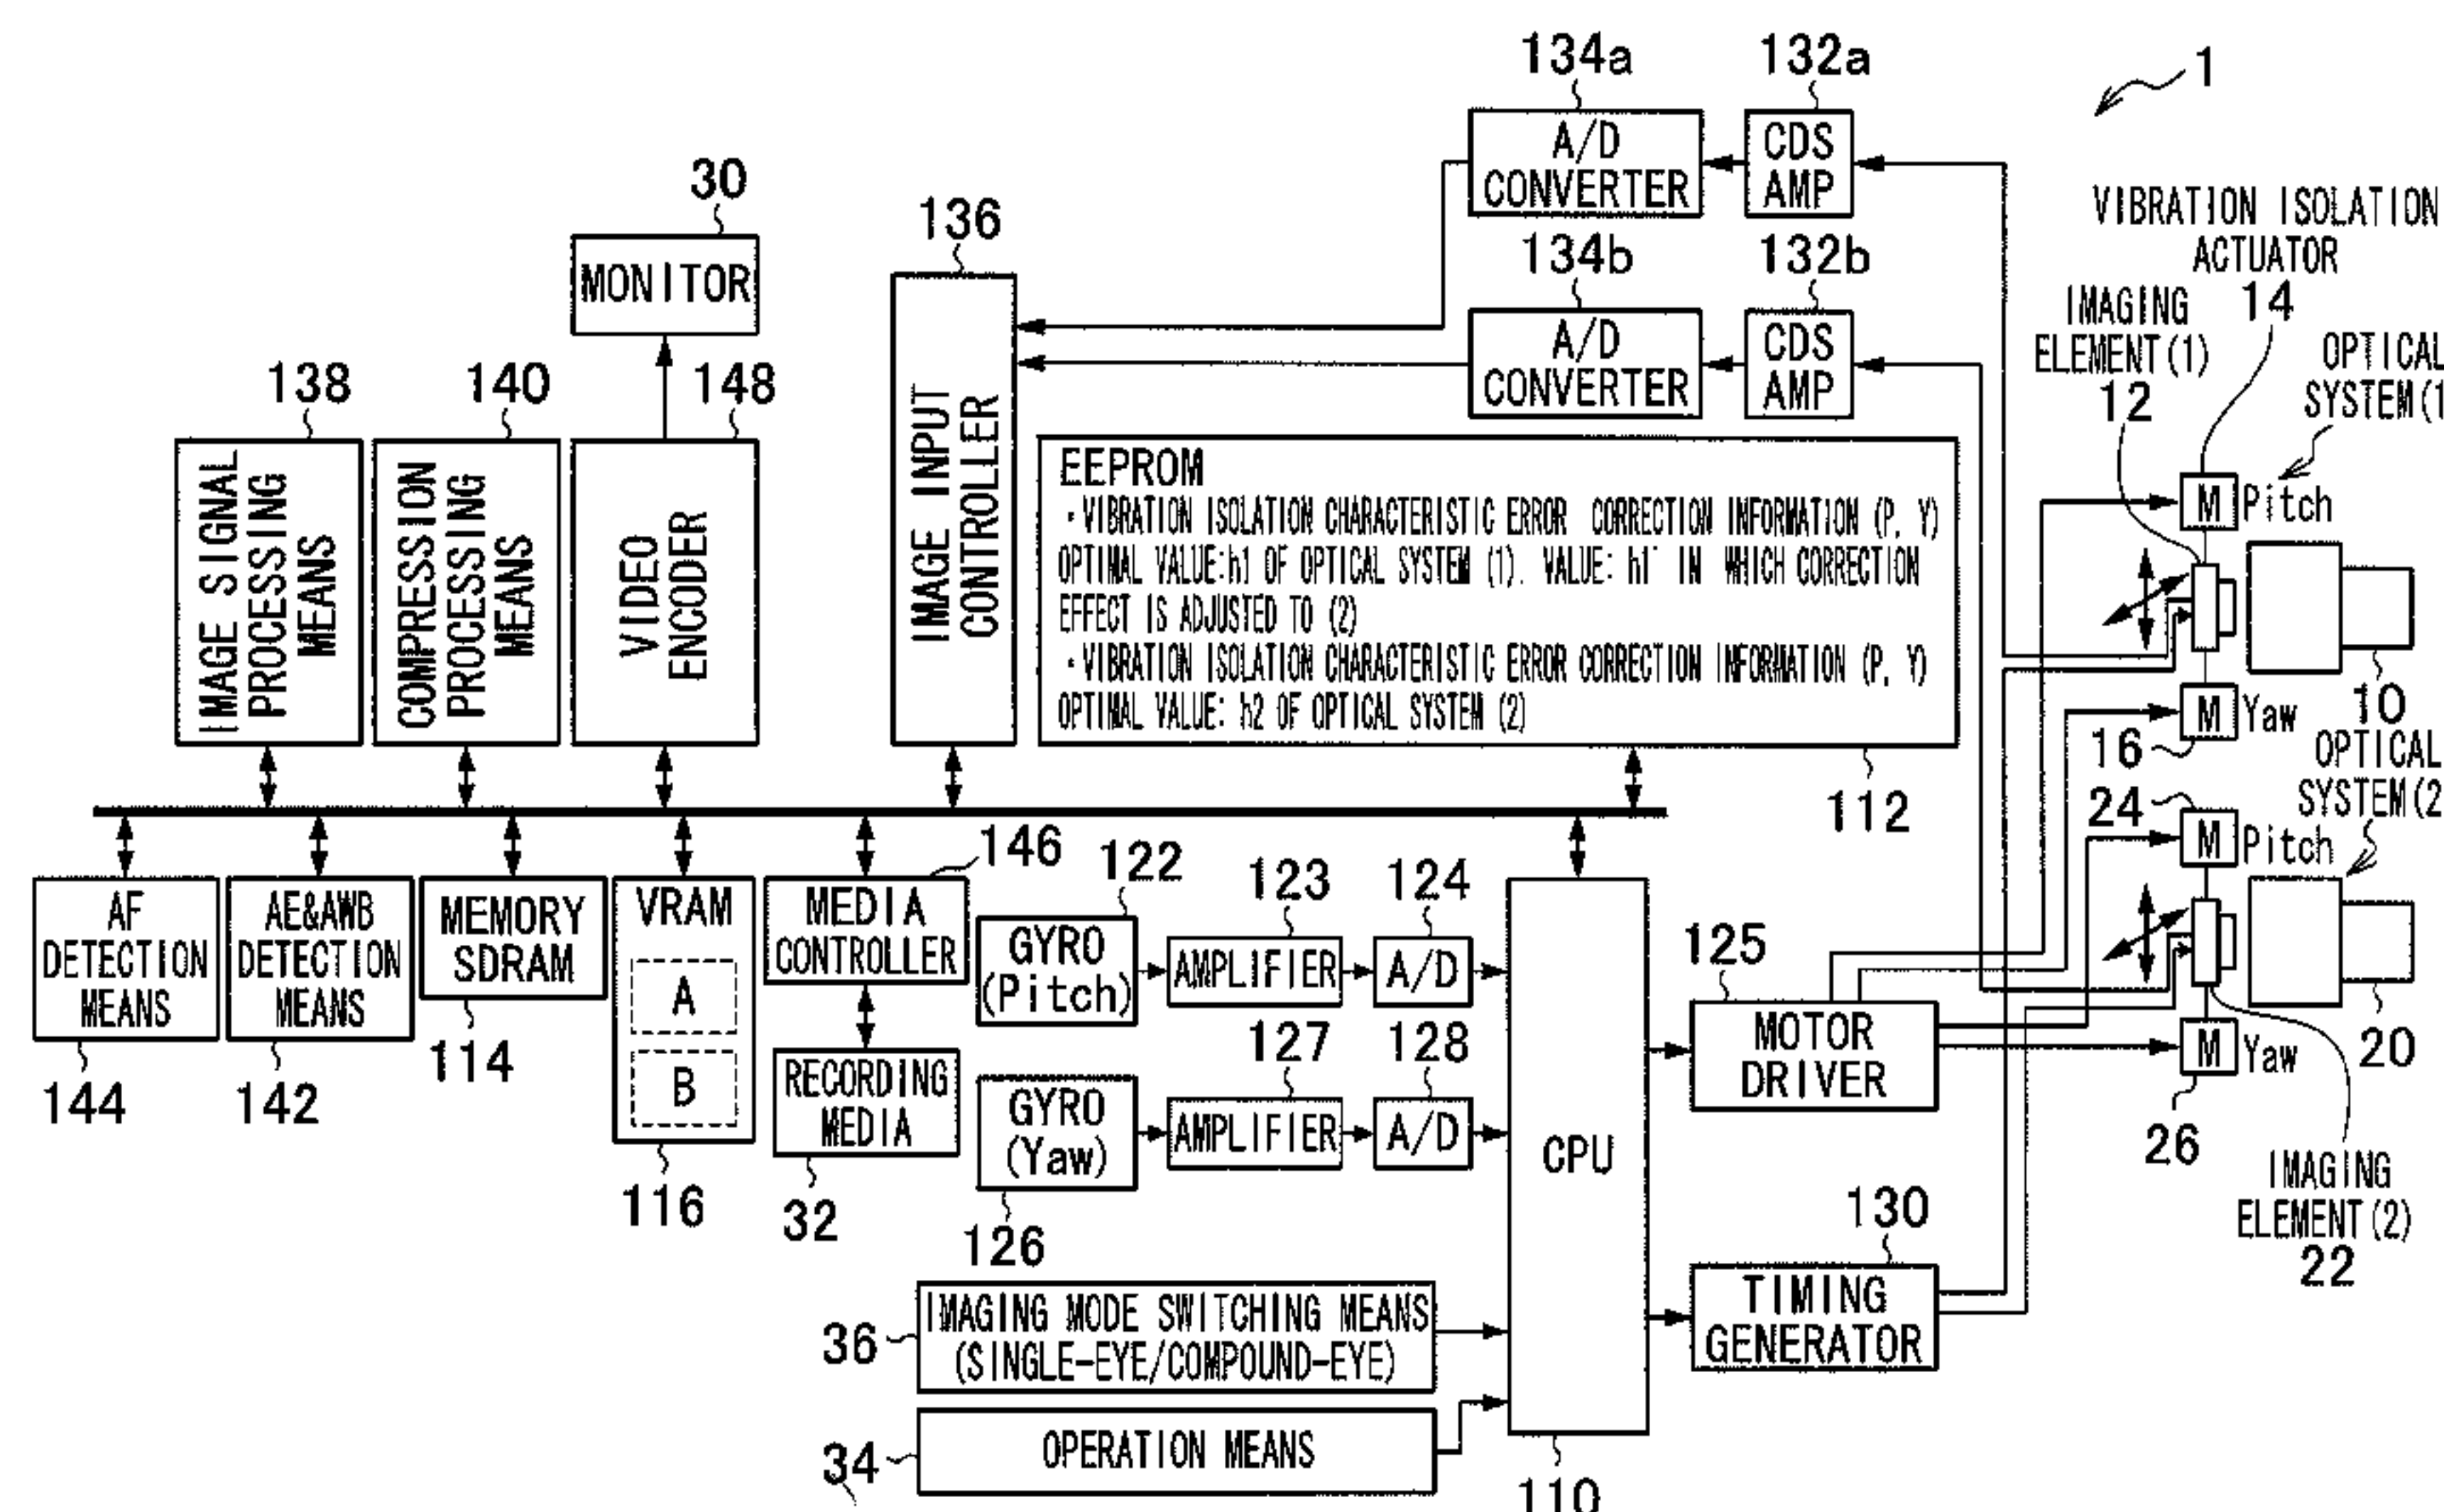 134a
132a
1
A/D
CONVERTER
CDS
AMP
VIBRATION ISOLATION
ACTUATOR
14
30
MONITOR
136
134b
132b
A/D
CONVERTER
CDS
AMP
IMAGING
ELEMENT(1)
12
OPTICAL
SYSTEM(1
138
140
148
IMAGE SIGNAL
PROCESSING
MEANS
COMPRESSION
PROCESSING
MEANS
VIDEO
ENCODER
IMAGE INPUT
CONTROLLER
EEPROM
・VIBRATION ISOLATION CHARACTERISTIC ERROR CORRECTION INFORMATION (P, Y)
OPTIMAL VALUE:h1 OF OPTICAL SYSTEM (1). VALUE: h1' IN WHICH CORRECTION
EFFECT IS ADJUSTED TO (2)
・VIBRATION ISOLATION CHARACTERISTIC ERROR CORRECTION INFORMATION (P, Y)
OPTIMAL VALUE: h2 OF OPTICAL SYSTEM (2)
112
M Pitch
10
M Yaw
16
OPTICAL
SYSTEM(2
24
M Pitch
20
M Yaw
26
IMAGING
ELEMENT(2)
22
AF
DETECTION
MEANS
144
AE&AWB
DETECTION
MEANS
142
MEMORY
SDRAM
114
VRAM
A
B
116
146
MEDIA
CONTROLLER
RECORDING
MEDIA
32
122
GYRO
(Pitch)
123
AMPLIFIER
124
A/D
GYRO
(Yaw)
126
127
AMPLIFIER
128
A/D
CPU
110
125
MOTOR
DRIVER
130
TIMING
GENERATOR
36
IMAGING MODE SWITCHING MEANS
(SINGLE-EYE/COMPOUND-EYE)
34
OPERATION MEANS